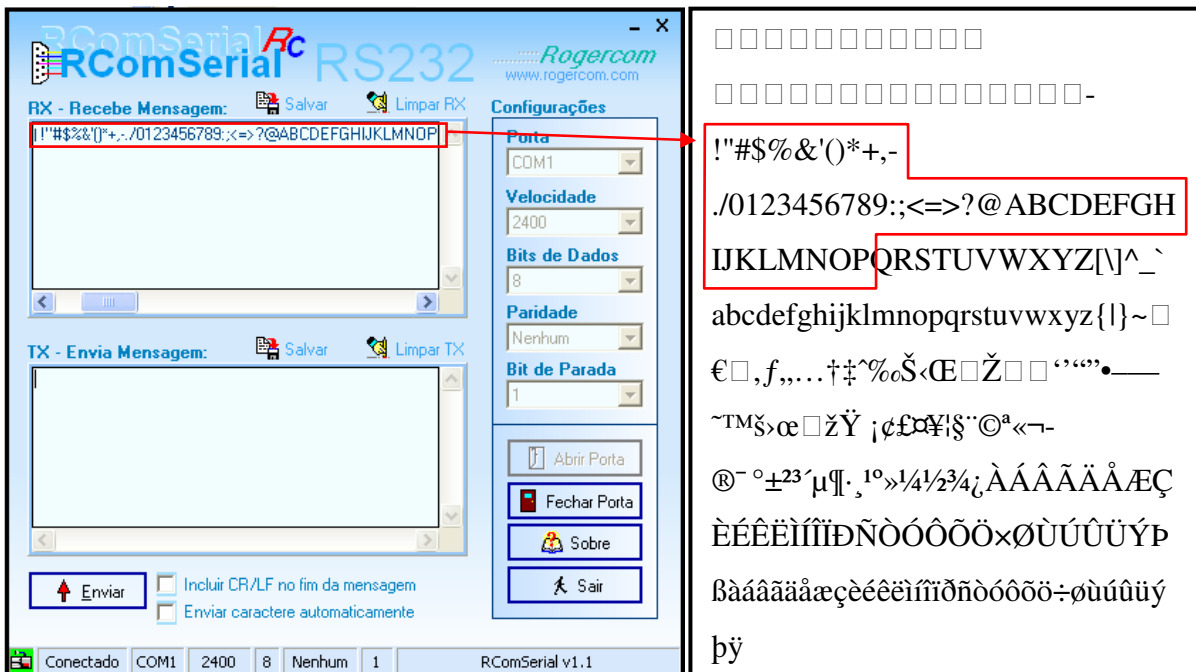 RComSerial Rc RS232
Rogercom
www.rogercom.com
RX - Recebe Mensagem: Salvar Limpar RX
!"#$%&'()*+,-./0123456789:;<=>?@ABCDEFGHIJKLMNOP
TX - Envia Mensagem: Salvar Limpar TX
Enviar
Incluir CR/LF no fim da mensagem
Enviar caractere automaticamente
Configurações
Porta
COM1
Velocidade
2400
Bits de Dados
8
Paridade
Nenhum
Bit de Parada
1
Abrir Porta
Fechar Porta
Sobre
Sair
Conectado COM1 2400 8 Nenhum 1 RComSerial v1.1
□□□□□□□□□□□
□□□□□□□□□□□□□□□-
!"#$%&'()*+,-
./0123456789:;<=>?@ABCDEFGH
IJKLMNOPQRSTUVWXYZ[\]^_`
abcdefghijklmnopqrstuvwxyz{|}~□
€□‚ƒ„…†‡ˆ‰Š‹Œ□Ž□□‘’“”•–—
˜™š›œ□žŸ ¡¢£¤¥¦§¨©ª«¬-
®¯°±²³´µ¶·¸¹º»¼½¾¿ÀÁÂÃÄÅÆÇ
ÈÉÊËÌÍÎÏÐÑÒÓÔÕÖ×ØÙÚÛÜÝÞ
ßàáâãäåæçèéêëìíîïðñòóôõö÷øùúûüý
þÿ